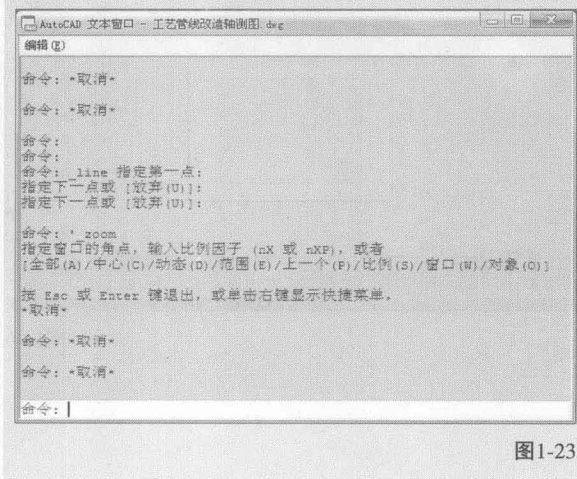 AutoCAD 文本窗口 - 工艺管线改造轴测图.dwg
编辑(E)
命令: *取消*
命令: *取消*
命令:
命令:
命令: _line 指定第一点:
指定下一点或 [放弃(U)]:
指定下一点或 [放弃(U)]:
命令: '_zoom
指定窗口的角点, 输入比例因子 (nX 或 nXP), 或者
[全部(A)/中心(C)/动态(D)/范围(E)/上一个(P)/比例(S)/窗口(W)/对象(O)]
按 Esc 或 Enter 键退出, 或单击右键显示快捷菜单。
*取消*
命令: *取消*
命令: *取消*
命令:
图1-23